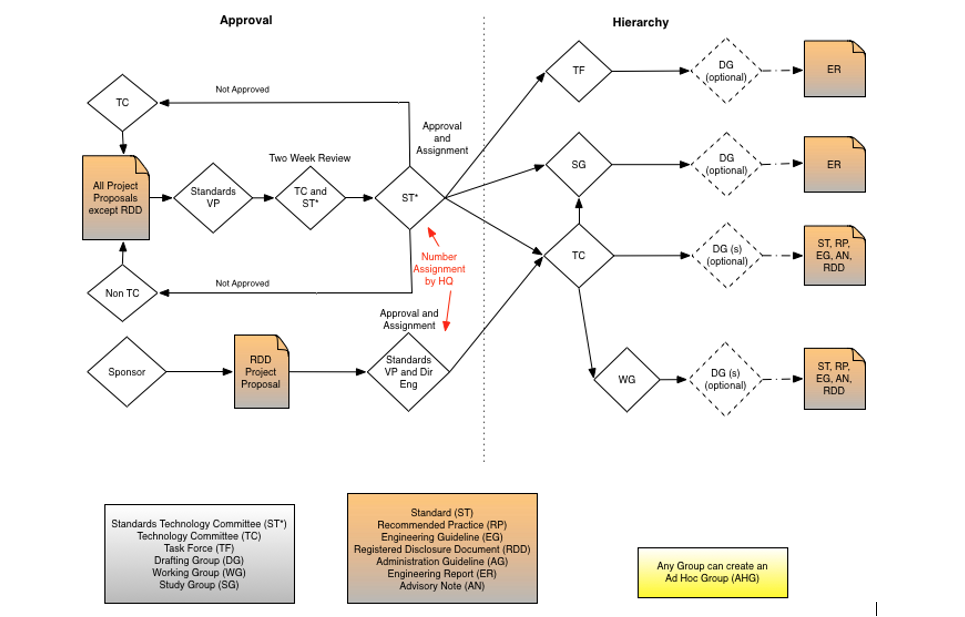 Approval
Hierarchy
TC
Not Approved
Approval
and
Assignment
All Project
Proposals
except RDD
Standards
VP
Two Week Review
TC and
ST*
ST*
Non TC
Not Approved
Number
Assignment
by HQ
Approval and
Assignment
Sponsor
RDD
Project
Proposal
Standards
VP and Dir
Eng
TF
DG
(optional)
ER
SG
DG
(optional)
ER
TC
DG (s)
(optional)
ST, RP,
EG, AN,
RDD
WG
DG (s)
(optional)
ST, RP,
EG, AN,
RDD
Standards Technology Committee (ST*)
Technology Committee (TC)
Task Force (TF)
Drafting Group (DG)
Working Group (WG)
Study Group (SG)
Standard (ST)
Recommended Practice (RP)
Engineering Guideline (EG)
Registered Disclosure Document (RDD)
Administration Guideline (AG)
Engineering Report (ER)
Advisory Note (AN)
Any Group can create an
Ad Hoc Group (AHG)